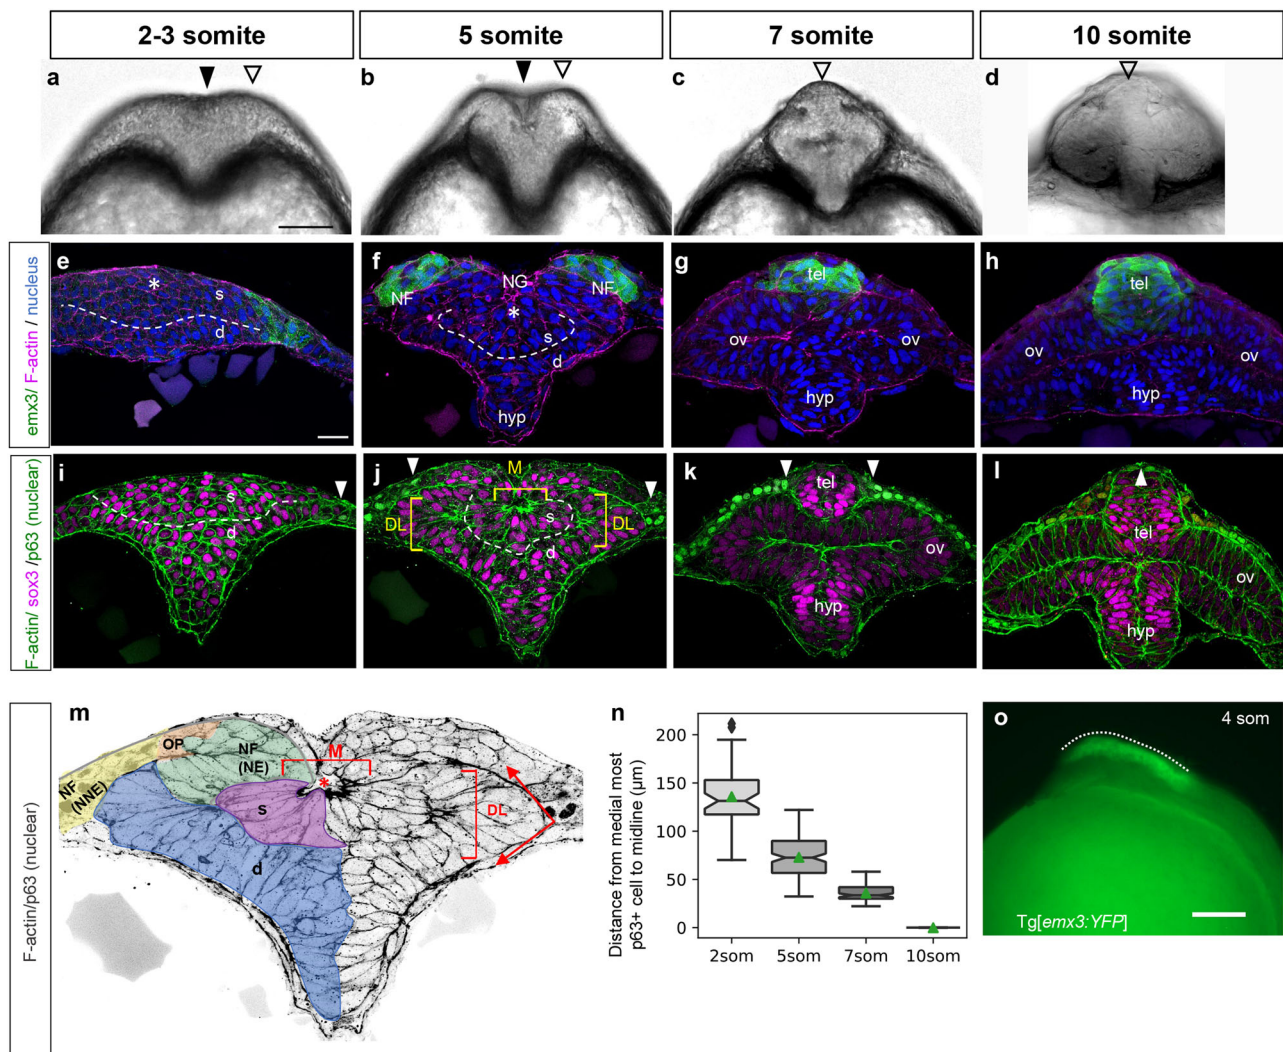 2-3 somite
5 somite
7 somite
10 somite
a
b
c
d
emx3/ F-actin / nucleus
e
*
s
d
f
NF
NG
NF
*
s
d
hyp
g
tel
ov
ov
hyp
h
tel
ov
ov
hyp
F-actin/ sox3 /p63 (nuclear)
i
s
d
j
M
DL
DL
s
d
k
tel
ov
hyp
l
tel
ov
hyp
F-actin/p63 (nuclear)
m
OP
NF
(NE)
NF
(NNE)
M
*
s
DL
d
n
Distance from medial most
p63+ cell to midline (μm)
200
150
100
50
0
2som
5som
7som
10som
o
4 som
Tg[emx3:YFP]